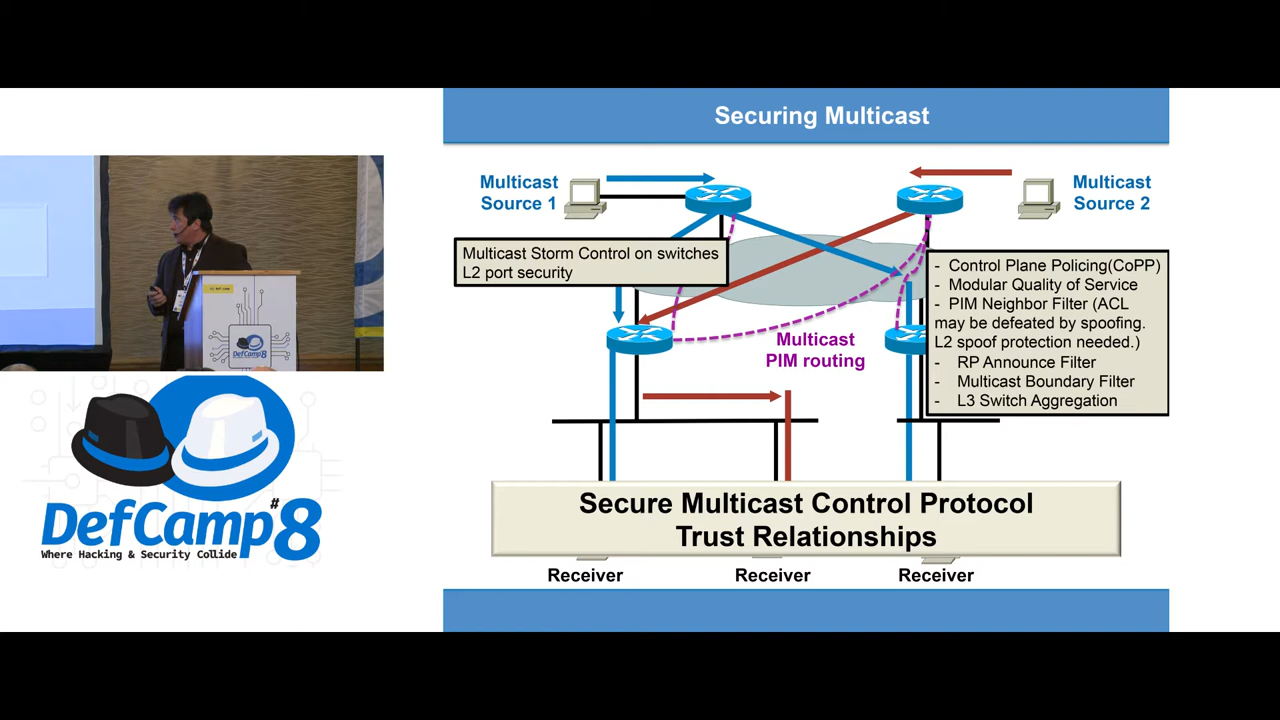 Securing Multicast
Multicast
Source 1
Multicast
Source 2
Multicast Storm Control on switches
L2 port security
- Control Plane Policing(CoPP)
- Modular Quality of Service
- PIM Neighbor Filter (ACL
may be defeated by spoofing.
L2 spoof protection needed.)
- RP Announce Filter
- Multicast Boundary Filter
- L3 Switch Aggregation
Multicast
PIM routing
Secure Multicast Control Protocol
Trust Relationships
Receiver
Receiver
Receiver
DefCamp#8
Where Hacking & Security Collide
DefCamp8